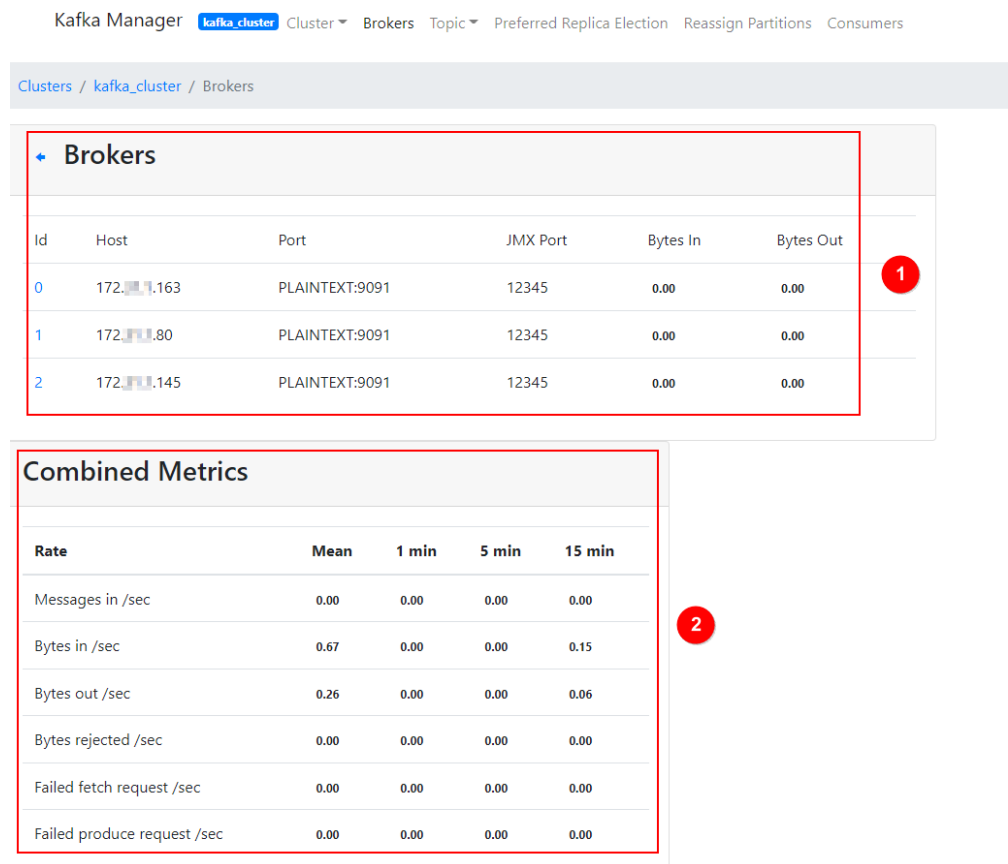 Kafka Manager kafka_cluster Cluster Brokers Topic Preferred Replica Election Reassign Partitions Consumers
Clusters / kafka_cluster / Brokers
Brokers
Id Host Port JMX Port Bytes In Bytes Out
0 172. .163 PLAINTEXT:9091 12345 0.00 0.00
1
1 172. .80 PLAINTEXT:9091 12345 0.00 0.00
2 172. .145 PLAINTEXT:9091 12345 0.00 0.00
Combined Metrics
Rate Mean 1 min 5 min 15 min
Messages in /sec 0.00 0.00 0.00 0.00
2
Bytes in /sec 0.67 0.00 0.00 0.15
Bytes out /sec 0.26 0.00 0.00 0.06
Bytes rejected /sec 0.00 0.00 0.00 0.00
Failed fetch request /sec 0.00 0.00 0.00 0.00
Failed produce request /sec 0.00 0.00 0.00 0.00